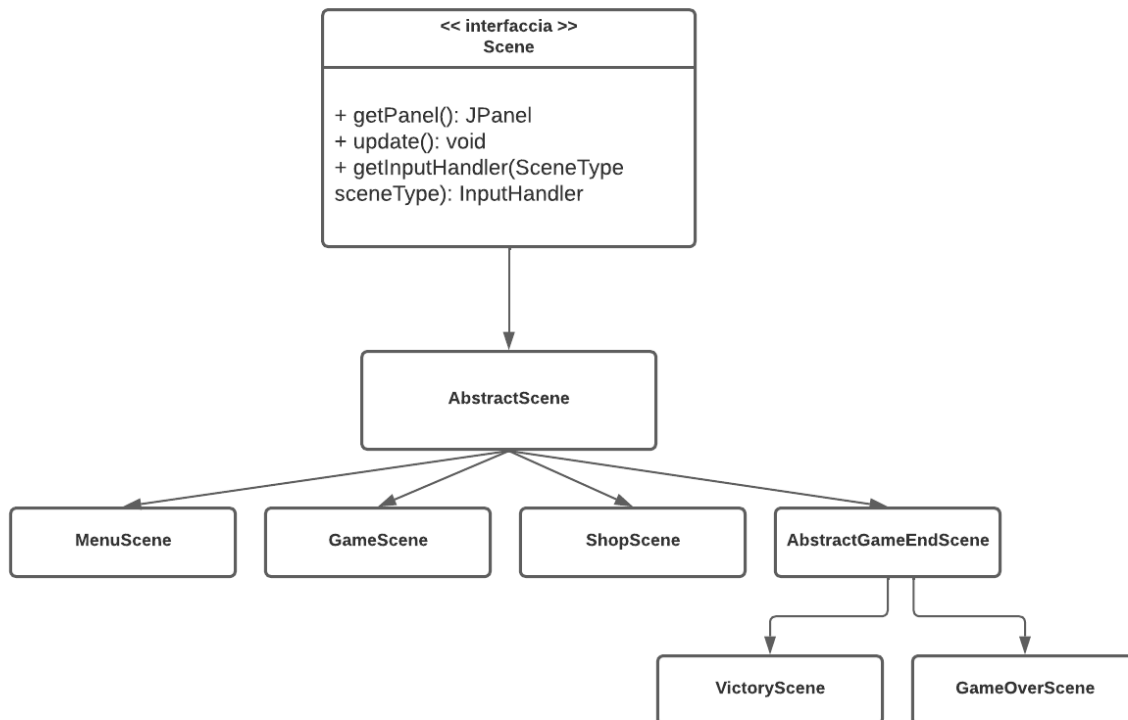 << interfaccia >>
Scene
+ getPanel(): JPanel
+ update(): void
+ getInputHandler(SceneType
sceneType): InputHandler
AbstractScene
MenuScene
GameScene
ShopScene
AbstractGameEndScene
VictoryScene
GameOverScene